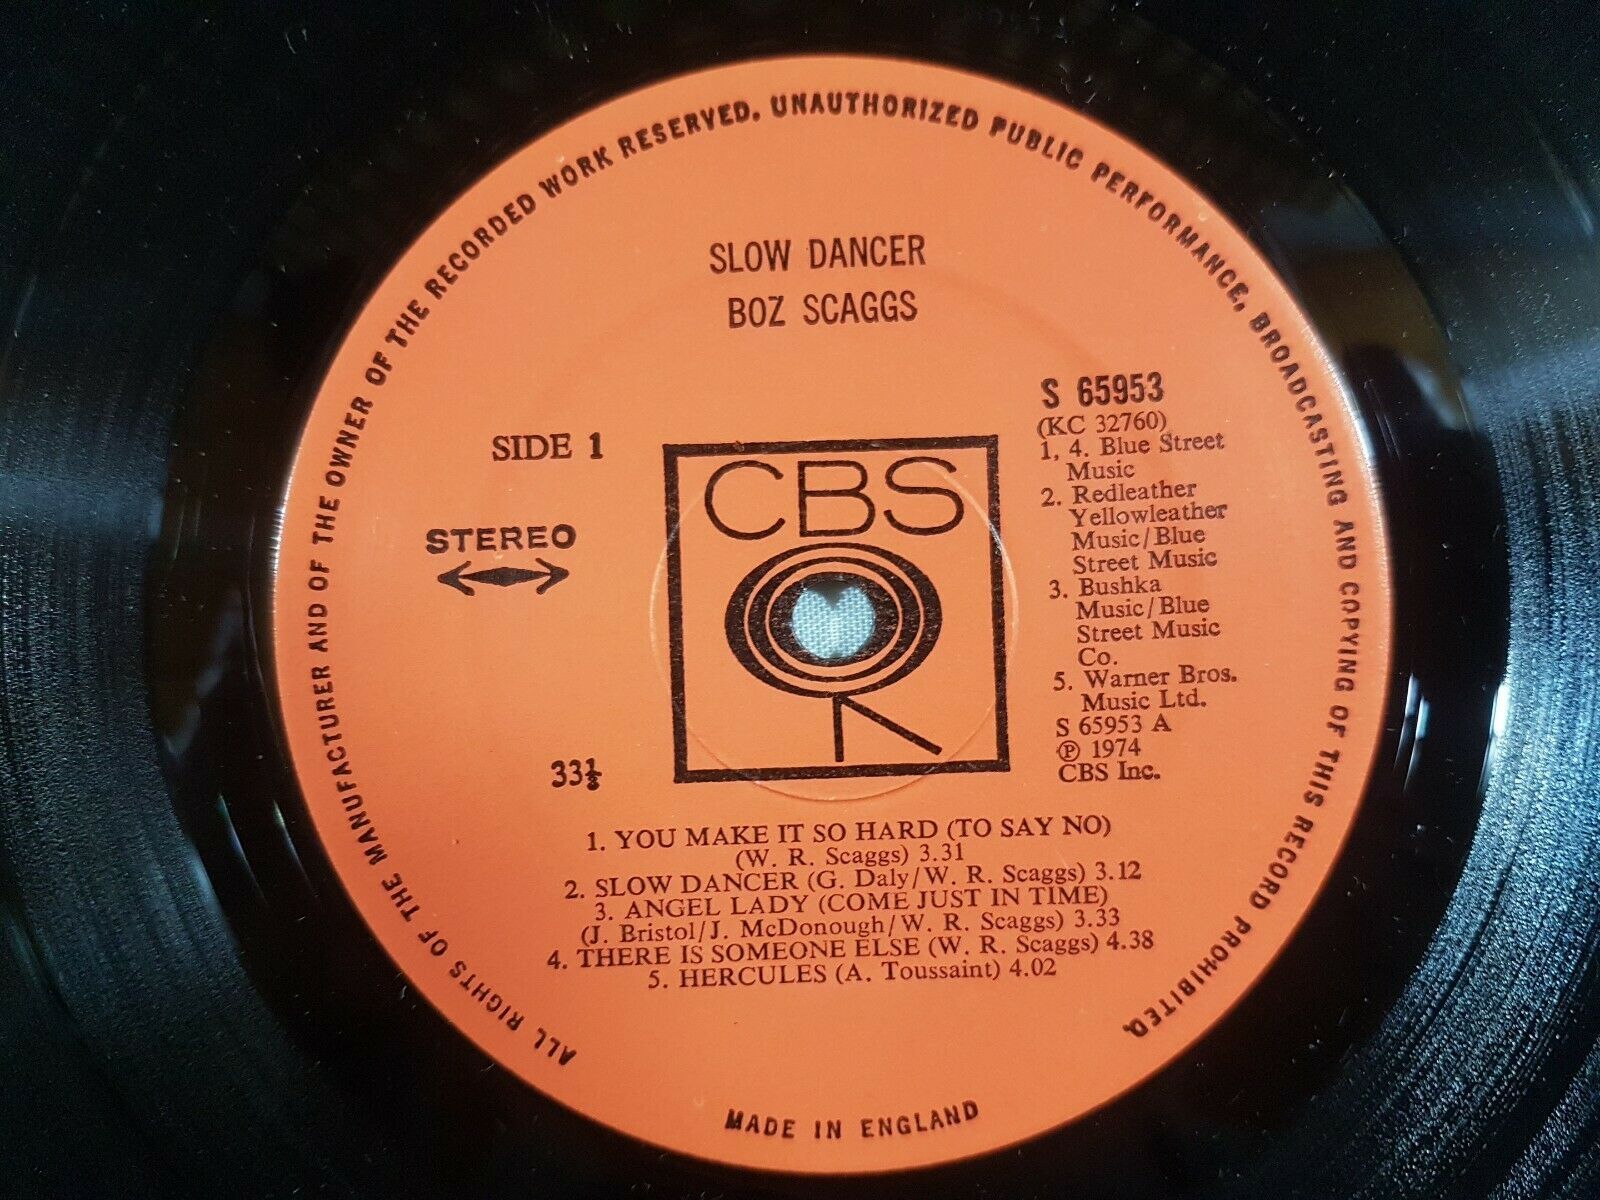 ALL RIGHTS OF THE MANUFACTURER AND OF THE OWNER OF THE RECORDED WORK RESERVED. UNAUTHORIZED PUBLIC PERFORMANCE, BROADCASTING AND COPYING OF THIS RECORD PROHIBITED.
SLOW DANCER
BOZ SCAGGS
SIDE 1
STEREO
33⅓
CBS
S 65953
(KC 32760)
1, 4. Blue Street
Music
2. Redleather
Yellowleather
Music/Blue
Street Music
3. Bushka
Music/Blue
Street Music
Co.
5. Warner Bros.
Music Ltd.
S 65953 A
℗ 1974
CBS Inc.
1. YOU MAKE IT SO HARD (TO SAY NO)
(W. R. Scaggs) 3.31
2. SLOW DANCER (G. Daly/W. R. Scaggs) 3.12
3. ANGEL LADY (COME JUST IN TIME)
(J. Bristol/J. McDonough/W. R. Scaggs) 3.33
4. THERE IS SOMEONE ELSE (W. R. Scaggs) 4.38
5. HERCULES (A. Toussaint) 4.02
MADE IN ENGLAND